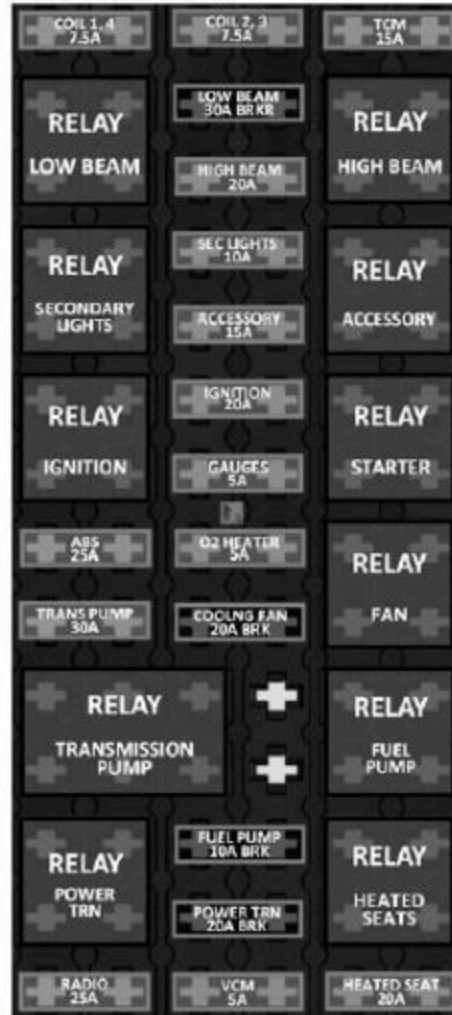 COIL 1, 4
7.5A
COIL 2, 3
7.5A
TCM
15A
RELAY
LOW BEAM
LOW BEAM
30A BRKR
HIGH BEAM
20A
RELAY
HIGH BEAM
RELAY
SECONDARY
LIGHTS
SEC LIGHTS
10A
ACCESSORY
15A
RELAY
ACCESSORY
RELAY
IGNITION
IGNITION
20A
GAUGES
5A
RELAY
STARTER
ABS
25A
O2 HEATER
5A
RELAY
FAN
TRANS PUMP
30A
COOLNG FAN
20A BRK
RELAY
TRANSMISSION
PUMP
RELAY
FUEL
PUMP
RELAY
POWER
TRN
FUEL PUMP
10A BRK
POWER TRN
20A BRK
RELAY
HEATED
SEATS
RADIO
25A
VCM
5A
HEATED SEAT
20A